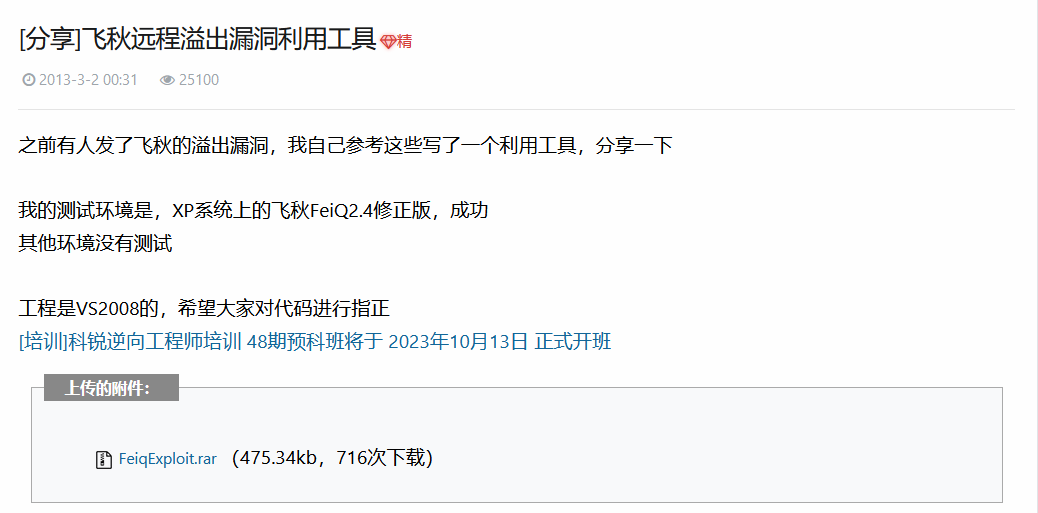 [分享]飞秋远程溢出漏洞利用工具 精
2013-3-2 00:31 25100
之前有人发了飞秋的溢出漏洞，我自己参考这些写了一个利用工具，分享一下
我的测试环境是，XP系统上的飞秋FeiQ2.4修正版，成功
其他环境没有测试
工程是VS2008的，希望大家对代码进行指正
[培训]科锐逆向工程师培训 48期预科班将于 2023年10月13日 正式开班
上传的附件：
FeiqExploit.rar （475.34kb，716次下载）